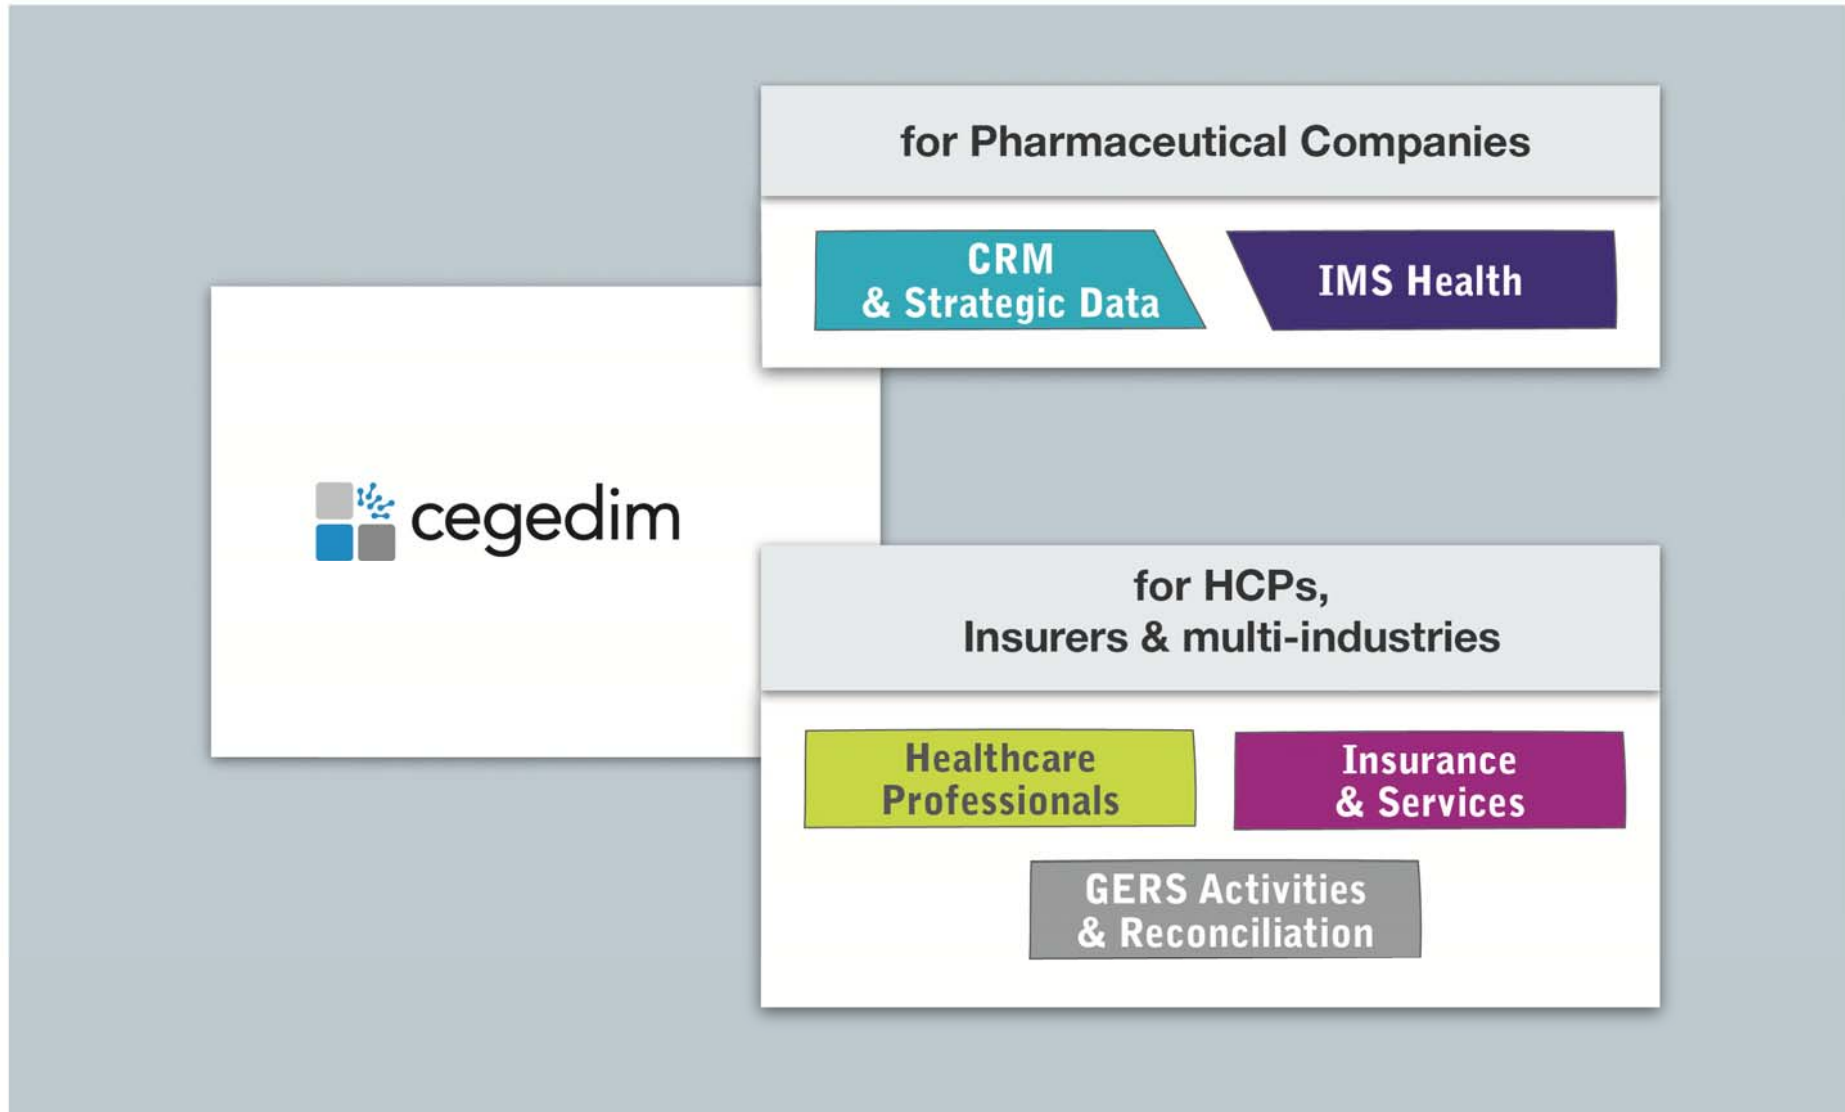 for Pharmaceutical Companies
CRM
& Strategic Data
IMS Health
cegedim
for HCPs,
Insurers & multi-industries
Healthcare
Professionals
Insurance
& Services
GERS Activities
& Reconciliation